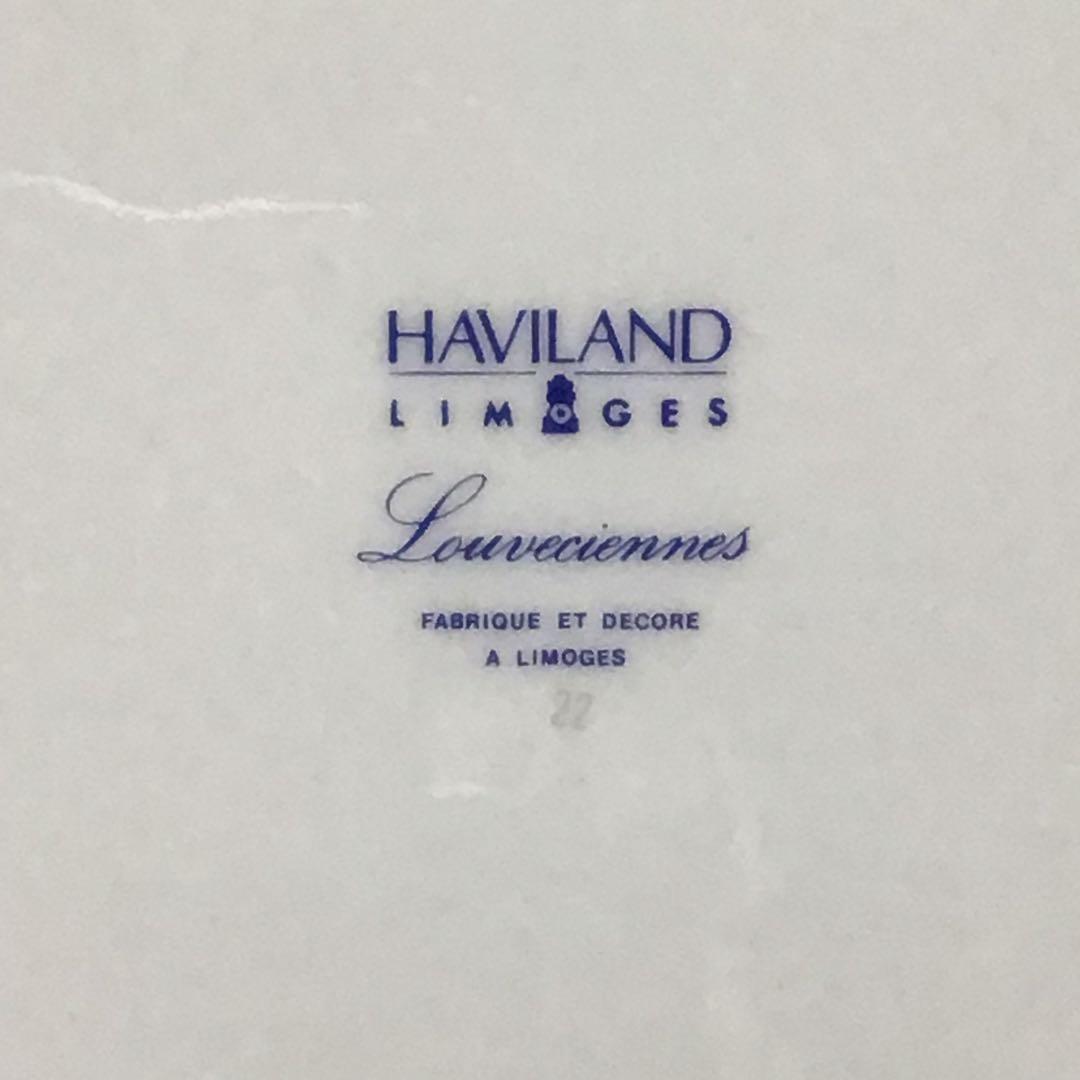 HAVILAND
LIMOGES
Louveciennes
FABRIQUE ET DECORE
A LIMOGES
22